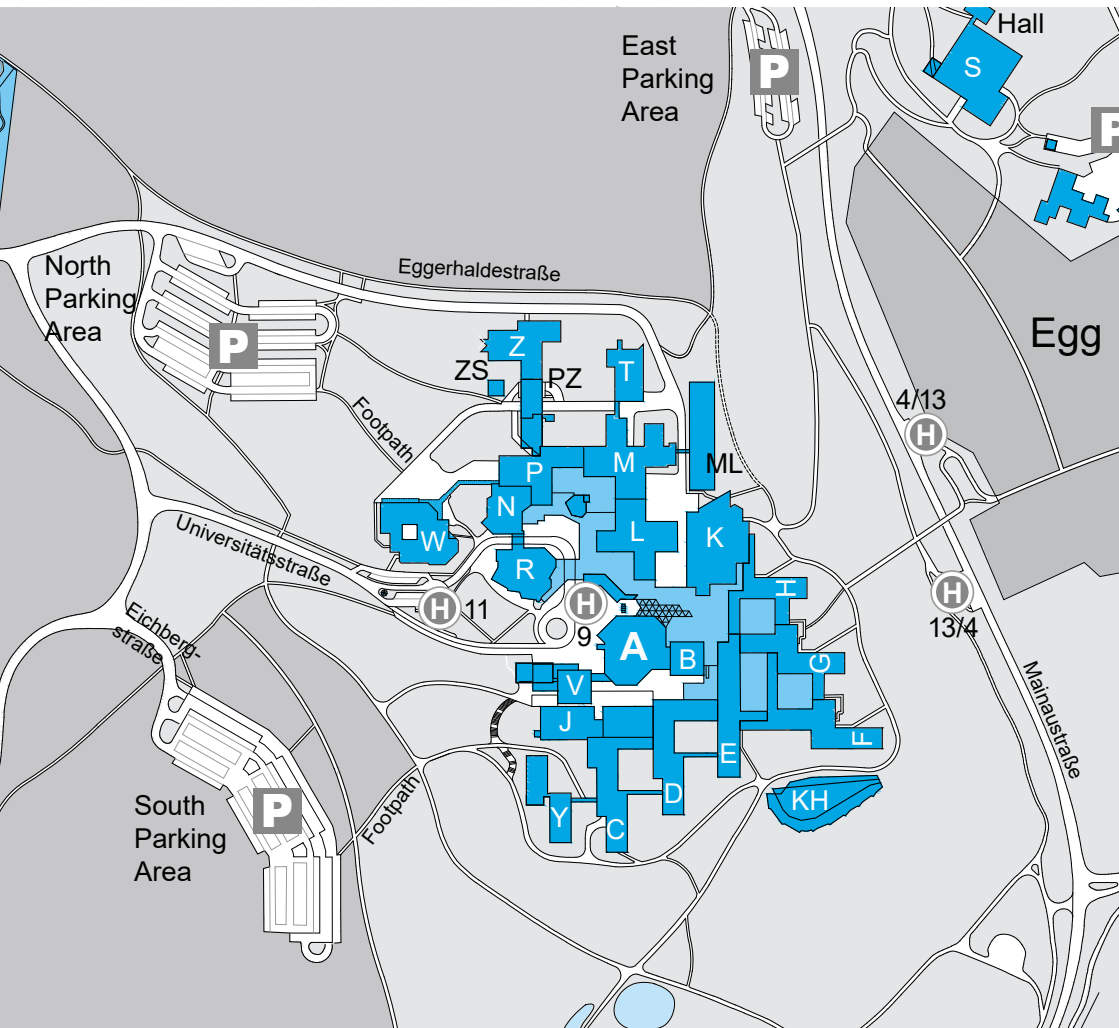 Hall
East
Parking
Area
P
S
P
North
Parking
Area
Eggerhaldestraße
P
Egg
Z
ZS
PZ
T
4/13
H
Footpath
P
M
ML
N
L
K
W
Universitätsstraße
R
H
11
H
9
H
H
13/4
Eichberg-
straße
A
B
G
V
Mainaustraße
J
F
E
South
Parking
Area
P
Footpath
D
KH
Y
C